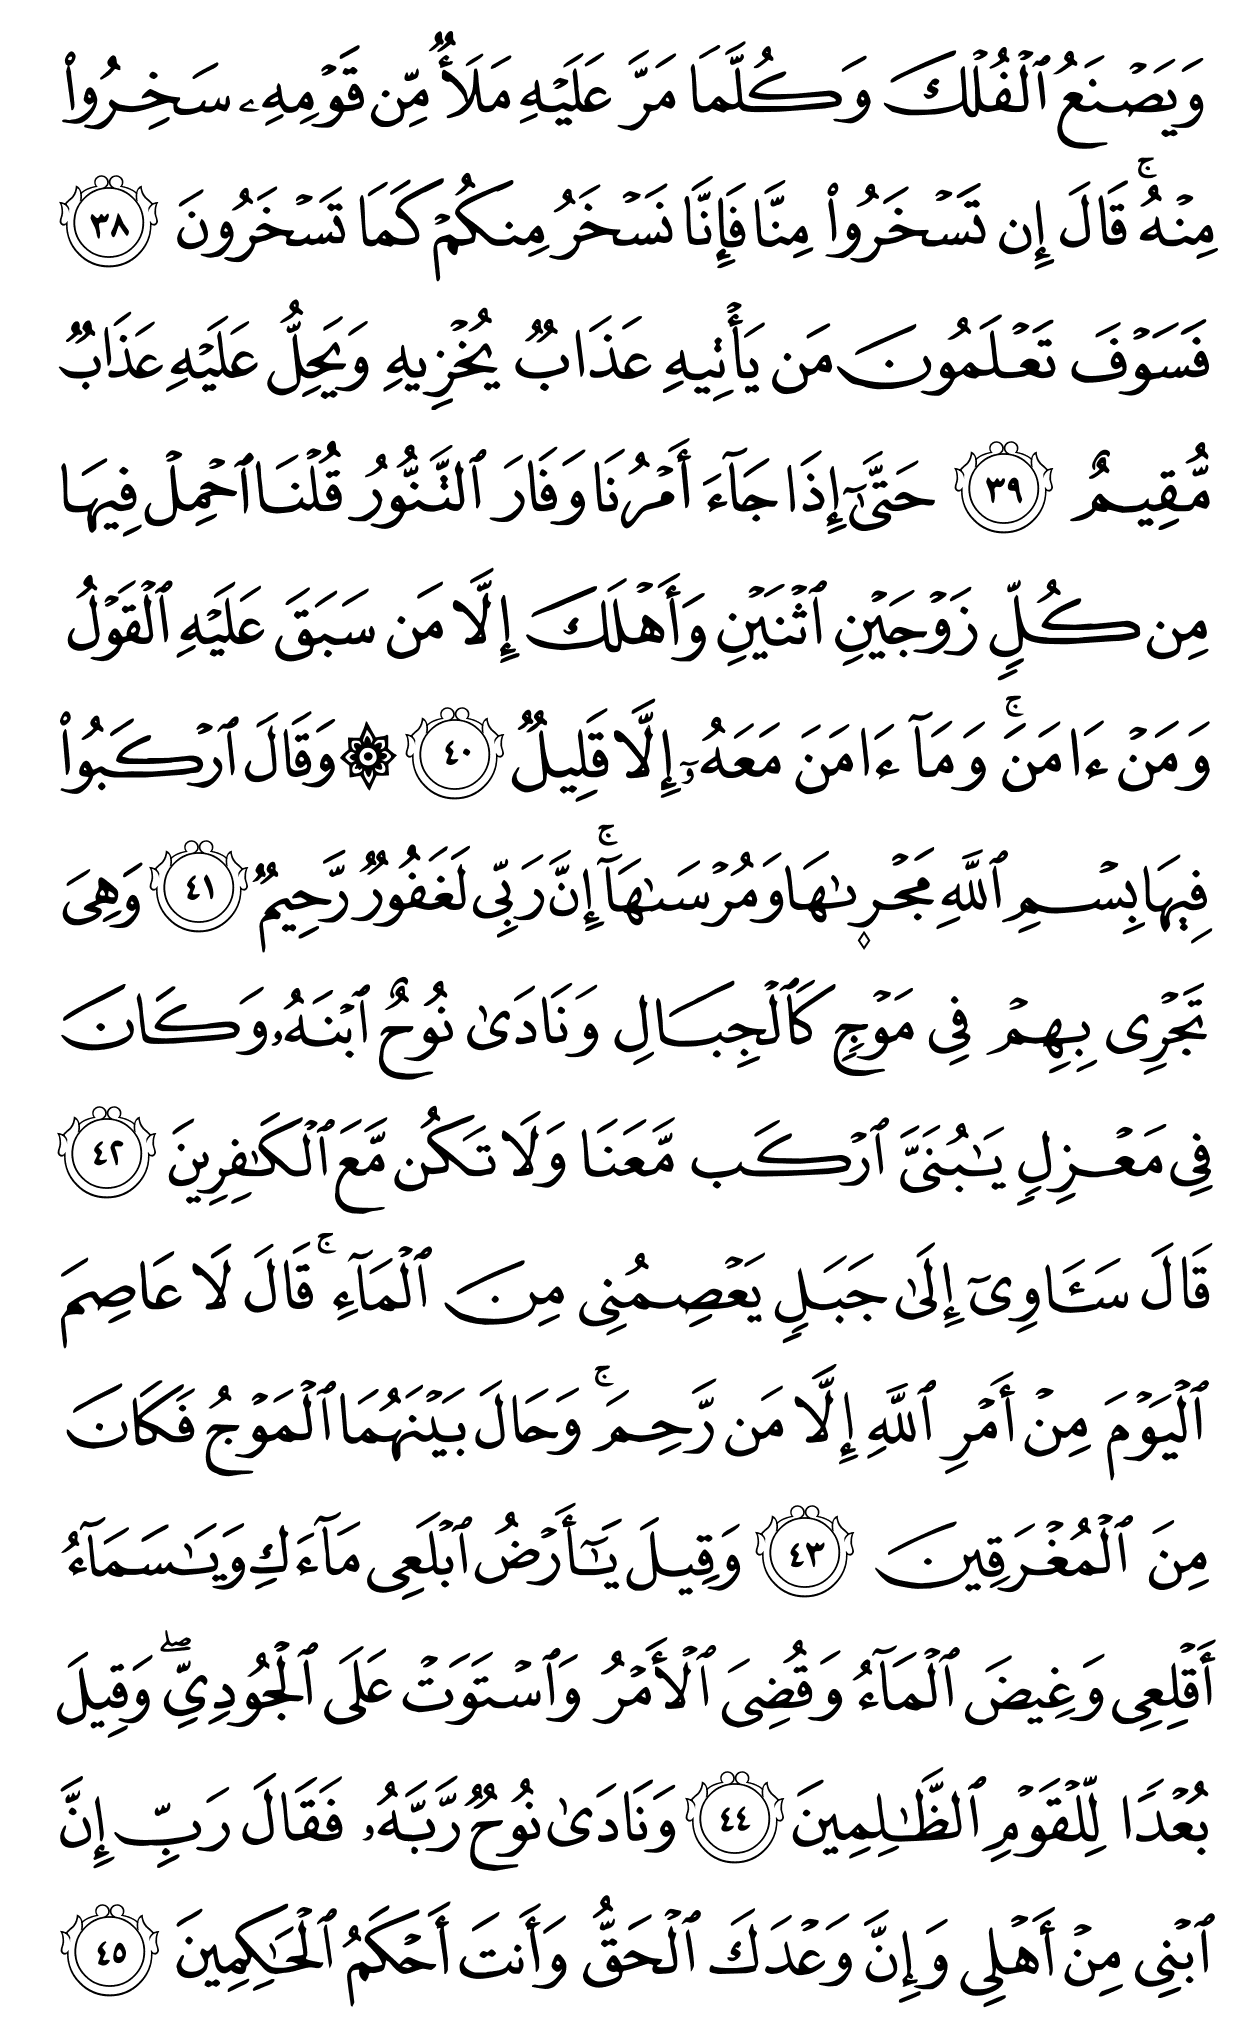 وَيَصۡنَعُ ٱلۡفُلۡكَ وَكُلَّمَا مَرَّ عَلَيۡهِ مَلَأٞ مِّن قَوۡمِهِۦ سَخِرُواْ
مِنۡهُۚ قَالَ إِن تَسۡخَرُواْ مِنَّا فَإِنَّا نَسۡخَرُ مِنكُمۡ كَمَا تَسۡخَرُونَ ٣٨
فَسَوۡفَ تَعۡلَمُونَ مَن يَأۡتِيهِ عَذَابٞ يُخۡزِيهِ وَيَحِلُّ عَلَيۡهِ عَذَابٞ
مُّقِيمٌ ٣٩ حَتَّىٰٓ إِذَا جَآءَ أَمۡرُنَا وَفَارَ ٱلتَّنُّورُ قُلۡنَا ٱحۡمِلۡ فِيهَا
مِن كُلّٖ زَوۡجَيۡنِ ٱثۡنَيۡنِ وَأَهۡلَكَ إِلَّا مَن سَبَقَ عَلَيۡهِ ٱلۡقَوۡلُ
وَمَنۡ ءَامَنَۚ وَمَآ ءَامَنَ مَعَهُۥٓ إِلَّا قَلِيلٞ ٤٠ ۞ وَقَالَ ٱرۡكَبُواْ
فِيهَا بِسۡمِ ٱللَّهِ مَجۡر۪ىٰهَا وَمُرۡسَىٰهَآۚ إِنَّ رَبِّي لَغَفُورٞ رَّحِيمٞ ٤١ وَهِيَ
تَجۡرِي بِهِمۡ فِي مَوۡجٖ كَٱلۡجِبَالِ وَنَادَىٰ نُوحٌ ٱبۡنَهُۥ وَكَانَ
فِي مَعۡزِلٖ يَٰبُنَيَّ ٱرۡكَب مَّعَنَا وَلَا تَكُن مَّعَ ٱلۡكَٰفِرِينَ ٤٢
قَالَ سَـَٔاوِيٓ إِلَىٰ جَبَلٖ يَعۡصِمُنِي مِنَ ٱلۡمَآءِۚ قَالَ لَا عَاصِمَ
ٱلۡيَوۡمَ مِنۡ أَمۡرِ ٱللَّهِ إِلَّا مَن رَّحِمَۚ وَحَالَ بَيۡنَهُمَا ٱلۡمَوۡجُ فَكَانَ
مِنَ ٱلۡمُغۡرَقِينَ ٤٣ وَقِيلَ يَٰٓأَرۡضُ ٱبۡلَعِي مَآءَكِ وَيَٰسَمَآءُ
أَقۡلِعِي وَغِيضَ ٱلۡمَآءُ وَقُضِيَ ٱلۡأَمۡرُ وَٱسۡتَوَتۡ عَلَى ٱلۡجُودِيِّۖ وَقِيلَ
بُعۡدٗا لِّلۡقَوۡمِ ٱلظَّٰلِمِينَ ٤٤ وَنَادَىٰ نُوحٞ رَّبَّهُۥ فَقَالَ رَبِّ إِنَّ
ٱبۡنِي مِنۡ أَهۡلِي وَإِنَّ وَعۡدَكَ ٱلۡحَقُّ وَأَنتَ أَحۡكَمُ ٱلۡحَٰكِمِينَ ٤٥